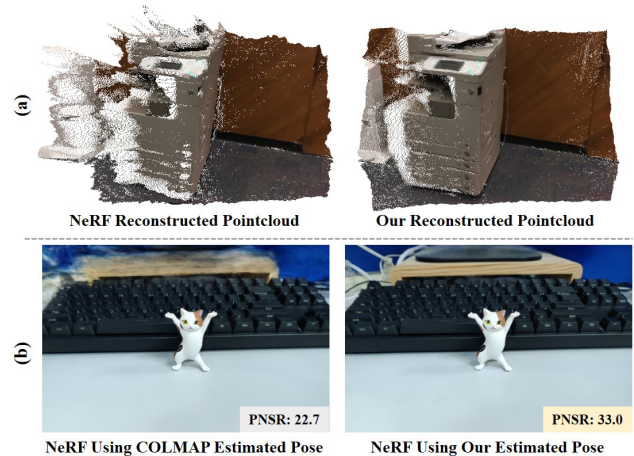 (a)
NeRF Reconstructed Pointcloud
Our Reconstructed Pointcloud
(b)
PNSR: 22.7
PNSR: 33.0
NeRF Using COLMAP Estimated Pose
NeRF Using Our Estimated Pose